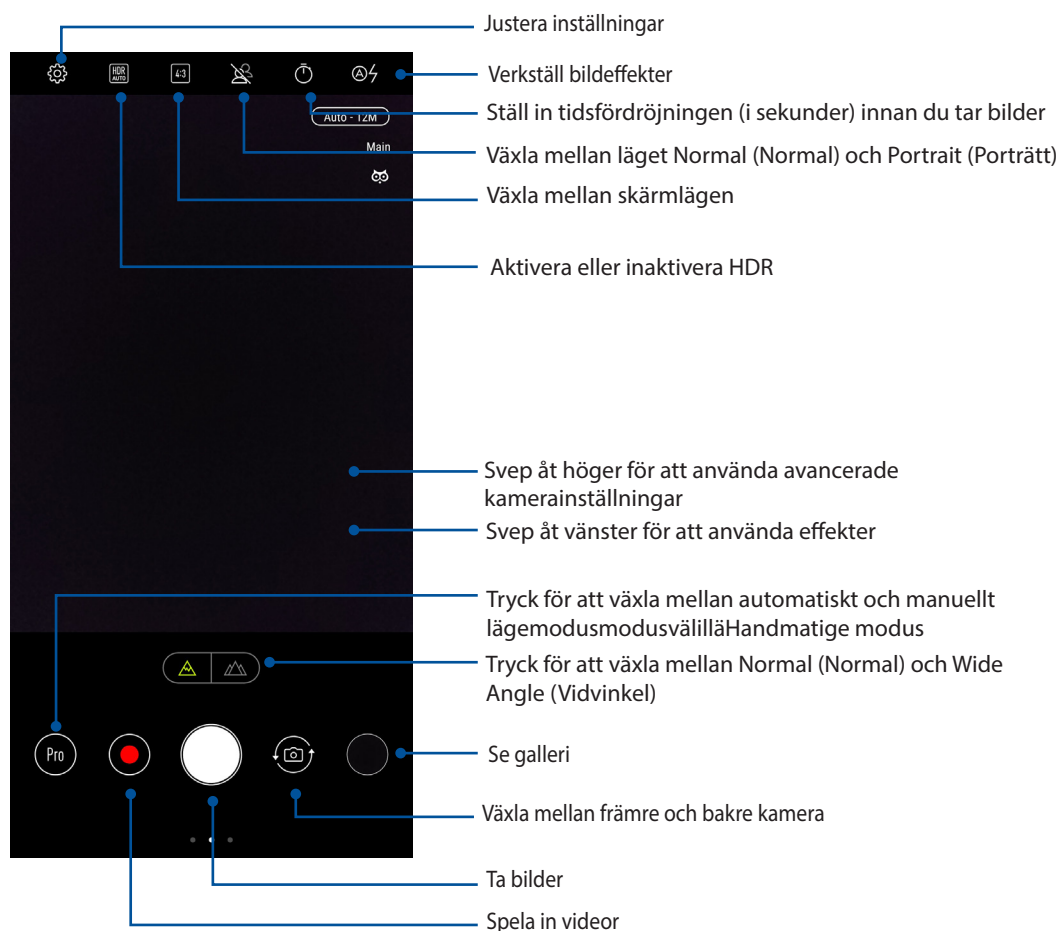 Justera inställningar
HDR
AUTO
4:3
A
Verkställ bildeffekter
Ställ in tidsfördröjningen (i sekunder) innan du tar bilder
Auto - 12M
Växla mellan läget Normal (Normal) och Portrait (Porträtt)
Main
Växla mellan skärmlägen
Aktivera eller inaktivera HDR
Svep åt höger för att använda avancerade
kamerainställningar
Svep åt vänster för att använda effekter
Tryck för att växla mellan automatiskt och manuellt
lägemodusmodusvälilläHandmatige modus
Tryck för att växla mellan Normal (Normal) och Wide
Angle (Vidvinkel)
Pro
Se galleri
Växla mellan främre och bakre kamera
Ta bilder
Spela in videor